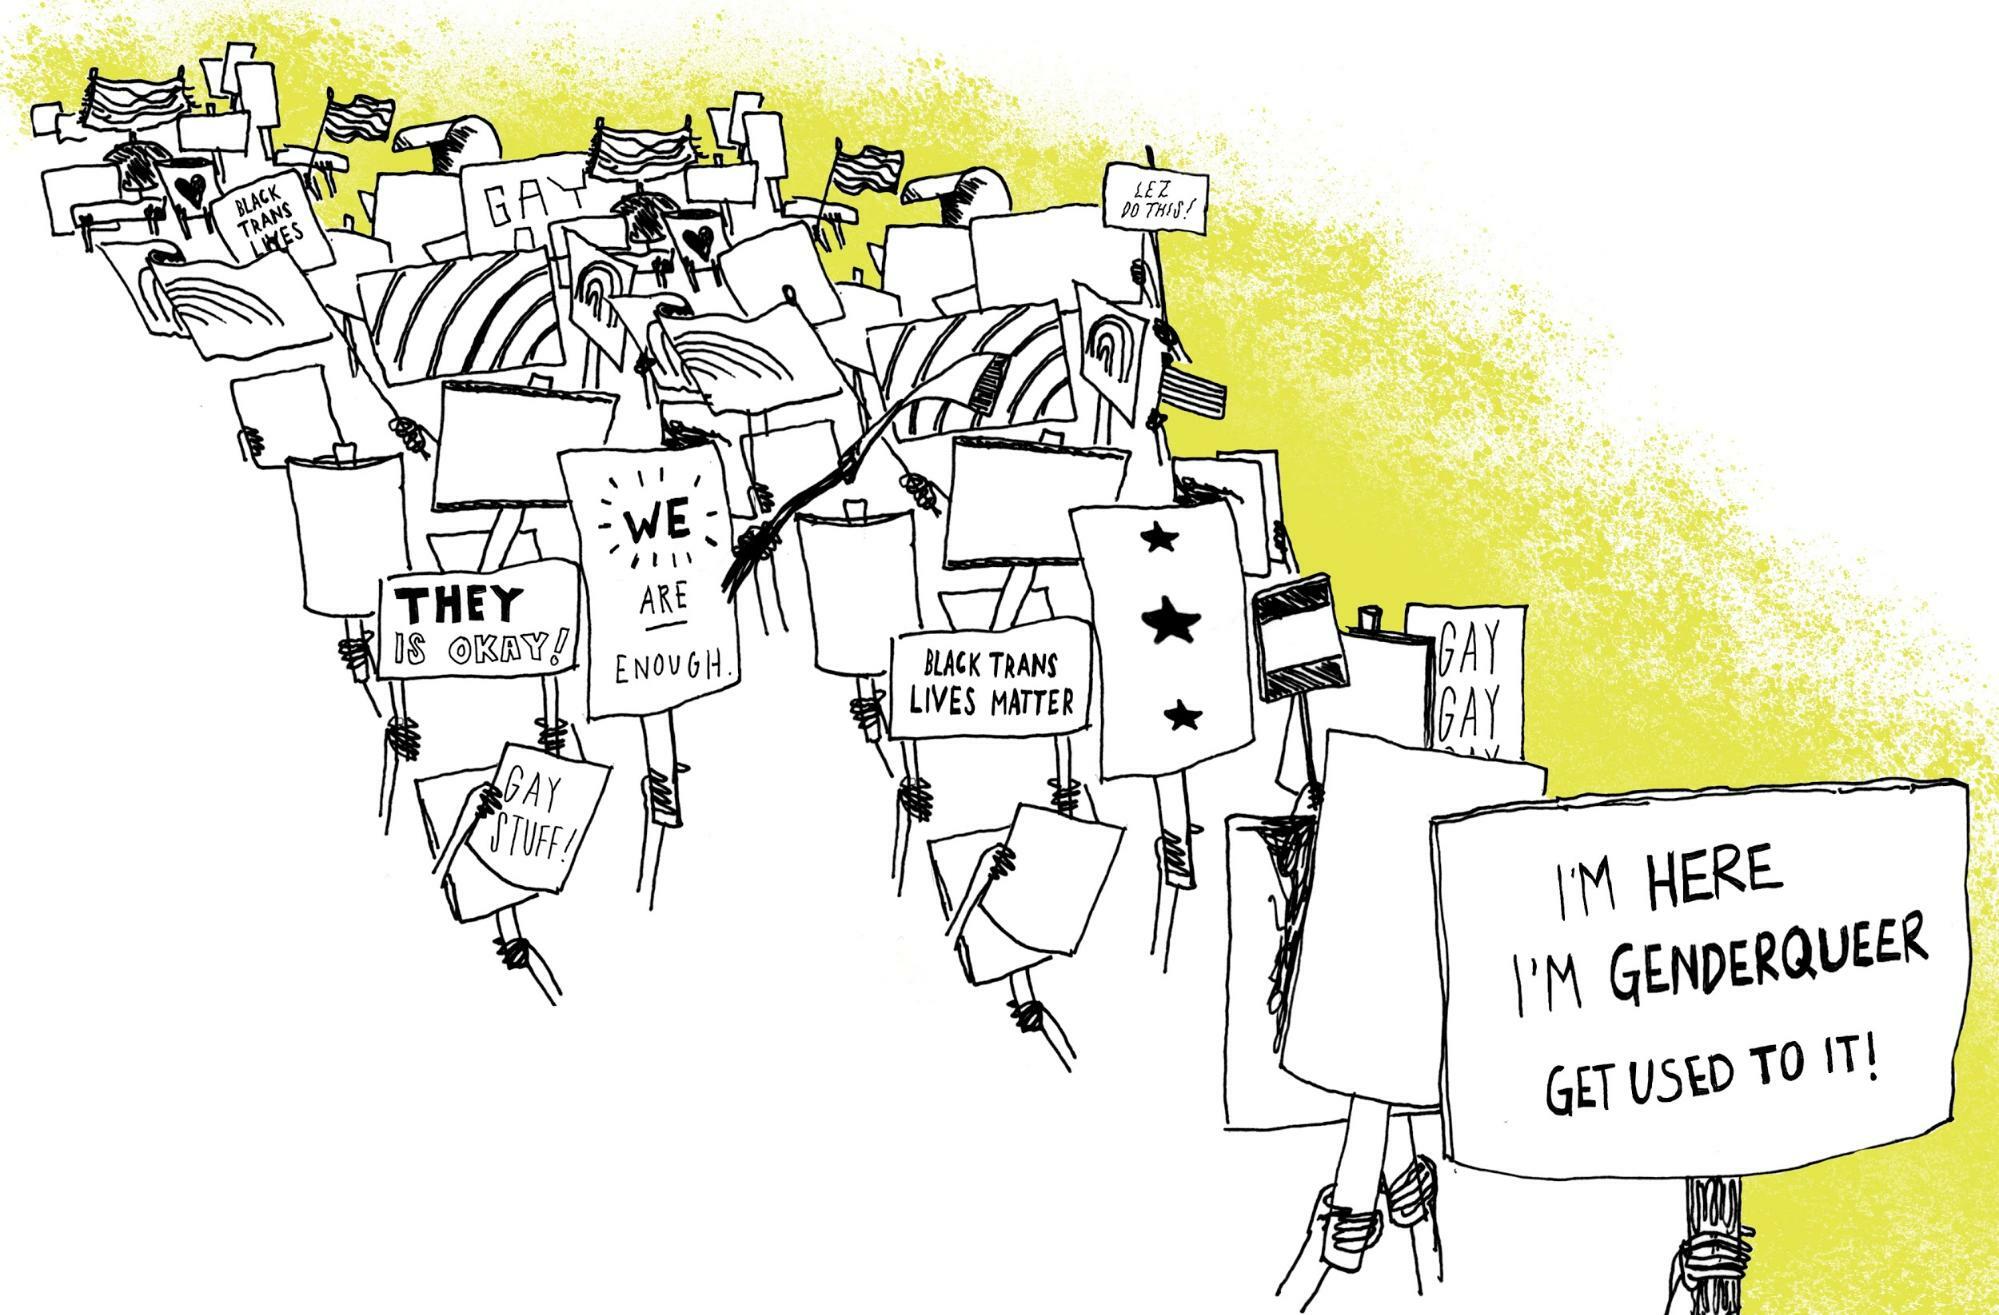 BLACK
TRANS
LIVES
GAY
LEZ
DO THIS!
WE
ARE
ENOUGH.
THEY
IS OKAY!
BLACK TRANS
LIVES MATTER
GAY
GAY
GAY
GAY
STUFF!
I'M HERE
I'M GENDERQUEER
GET USED TO IT!